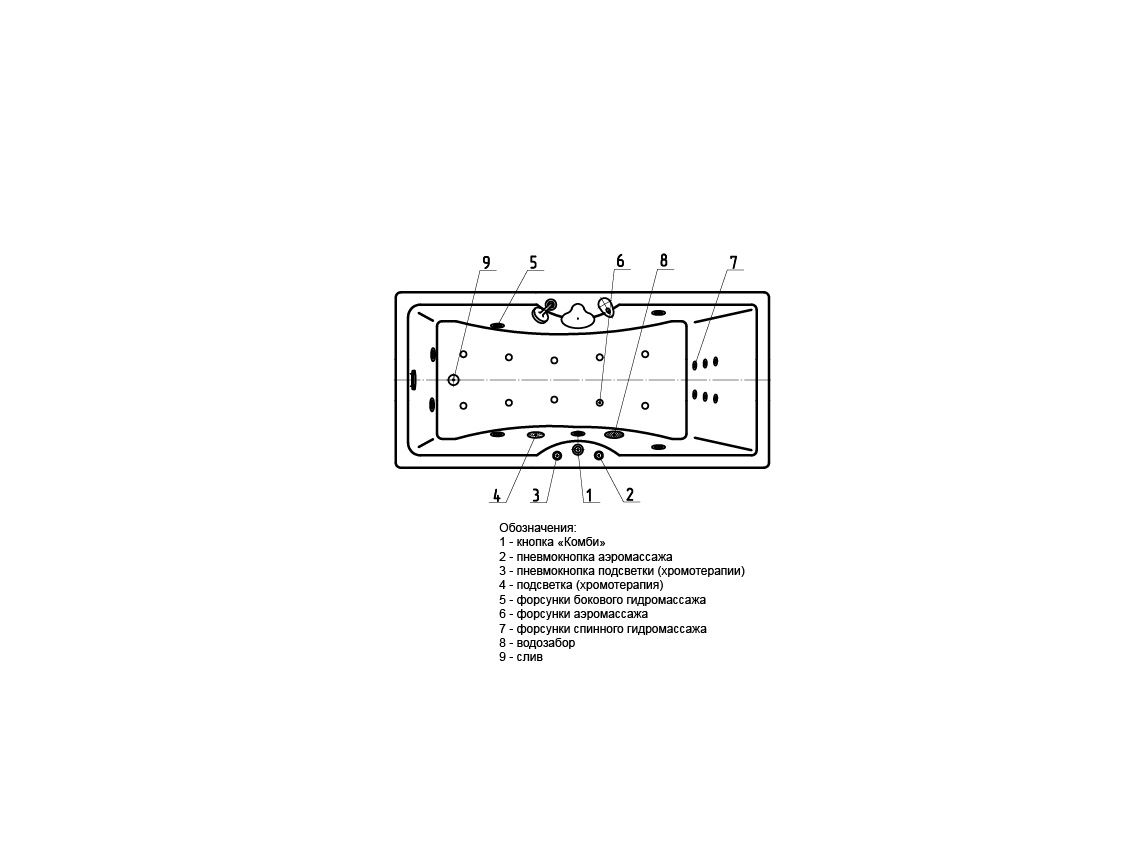 9 5 6 8 7
4 3 1 2
Обозначения:
1 - кнопка «Комби»
2 - пневмокнопка аэромассажа
3 - пневмокнопка подсветки (хромотерапии)
4 - подсветка (хромотерапия)
5 - форсунки бокового гидромассажа
6 - форсунки аэромассажа
7 - форсунки спинного гидромассажа
8 - водозабор
9 - слив